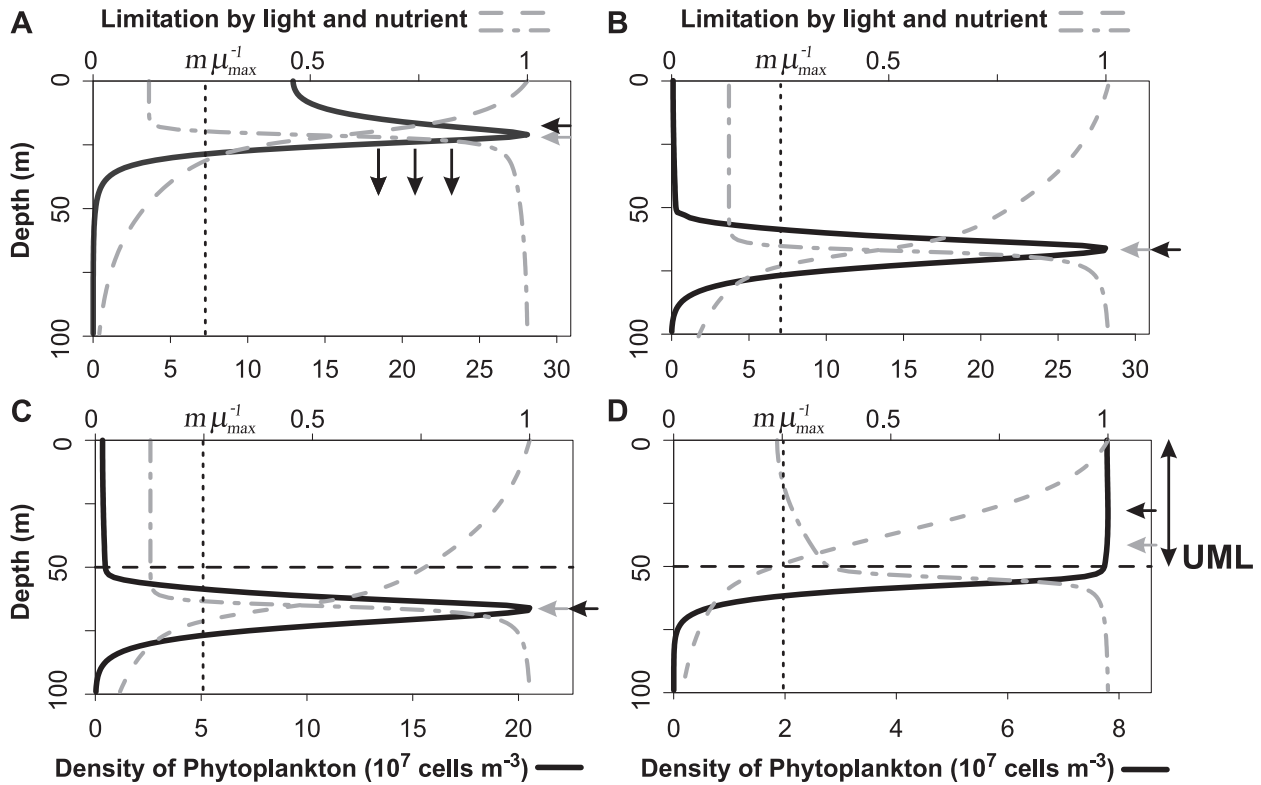 A Limitation by light and nutrient
B Limitation by light and nutrient
0 m μ_max^-1 0.5 1
0 m μ_max^-1 0.5 1
Depth (m)
0
50
100
0
50
100
0 5 10 15 20 25 30
0 5 10 15 20 25 30
C
D
0 m μ_max^-1 0.5 1
0 m μ_max^-1 0.5 1
Depth (m)
0
50
100
0
50
100
UML
0 5 10 15 20
0 2 4 6 8
Density of Phytoplankton (10^7 cells m^-3)
Density of Phytoplankton (10^7 cells m^-3)